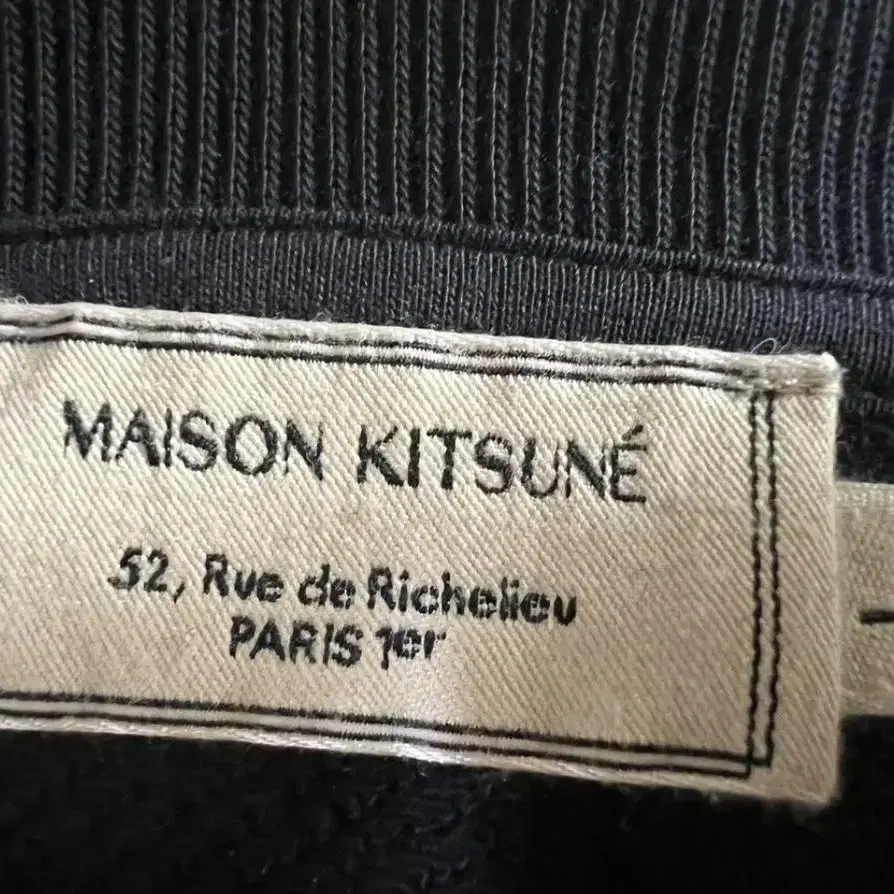 MAISON KITSUNÉ
52, Rue de Richelieu
PARIS 1er